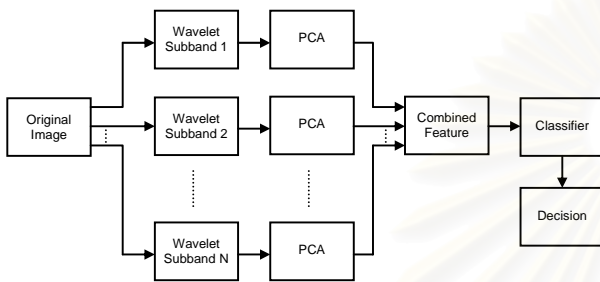 Wavelet
Subband 1
PCA
Original
Image
Wavelet
Subband 2
PCA
Combined
Feature
Classifier
Wavelet
Subband N
PCA
Decision